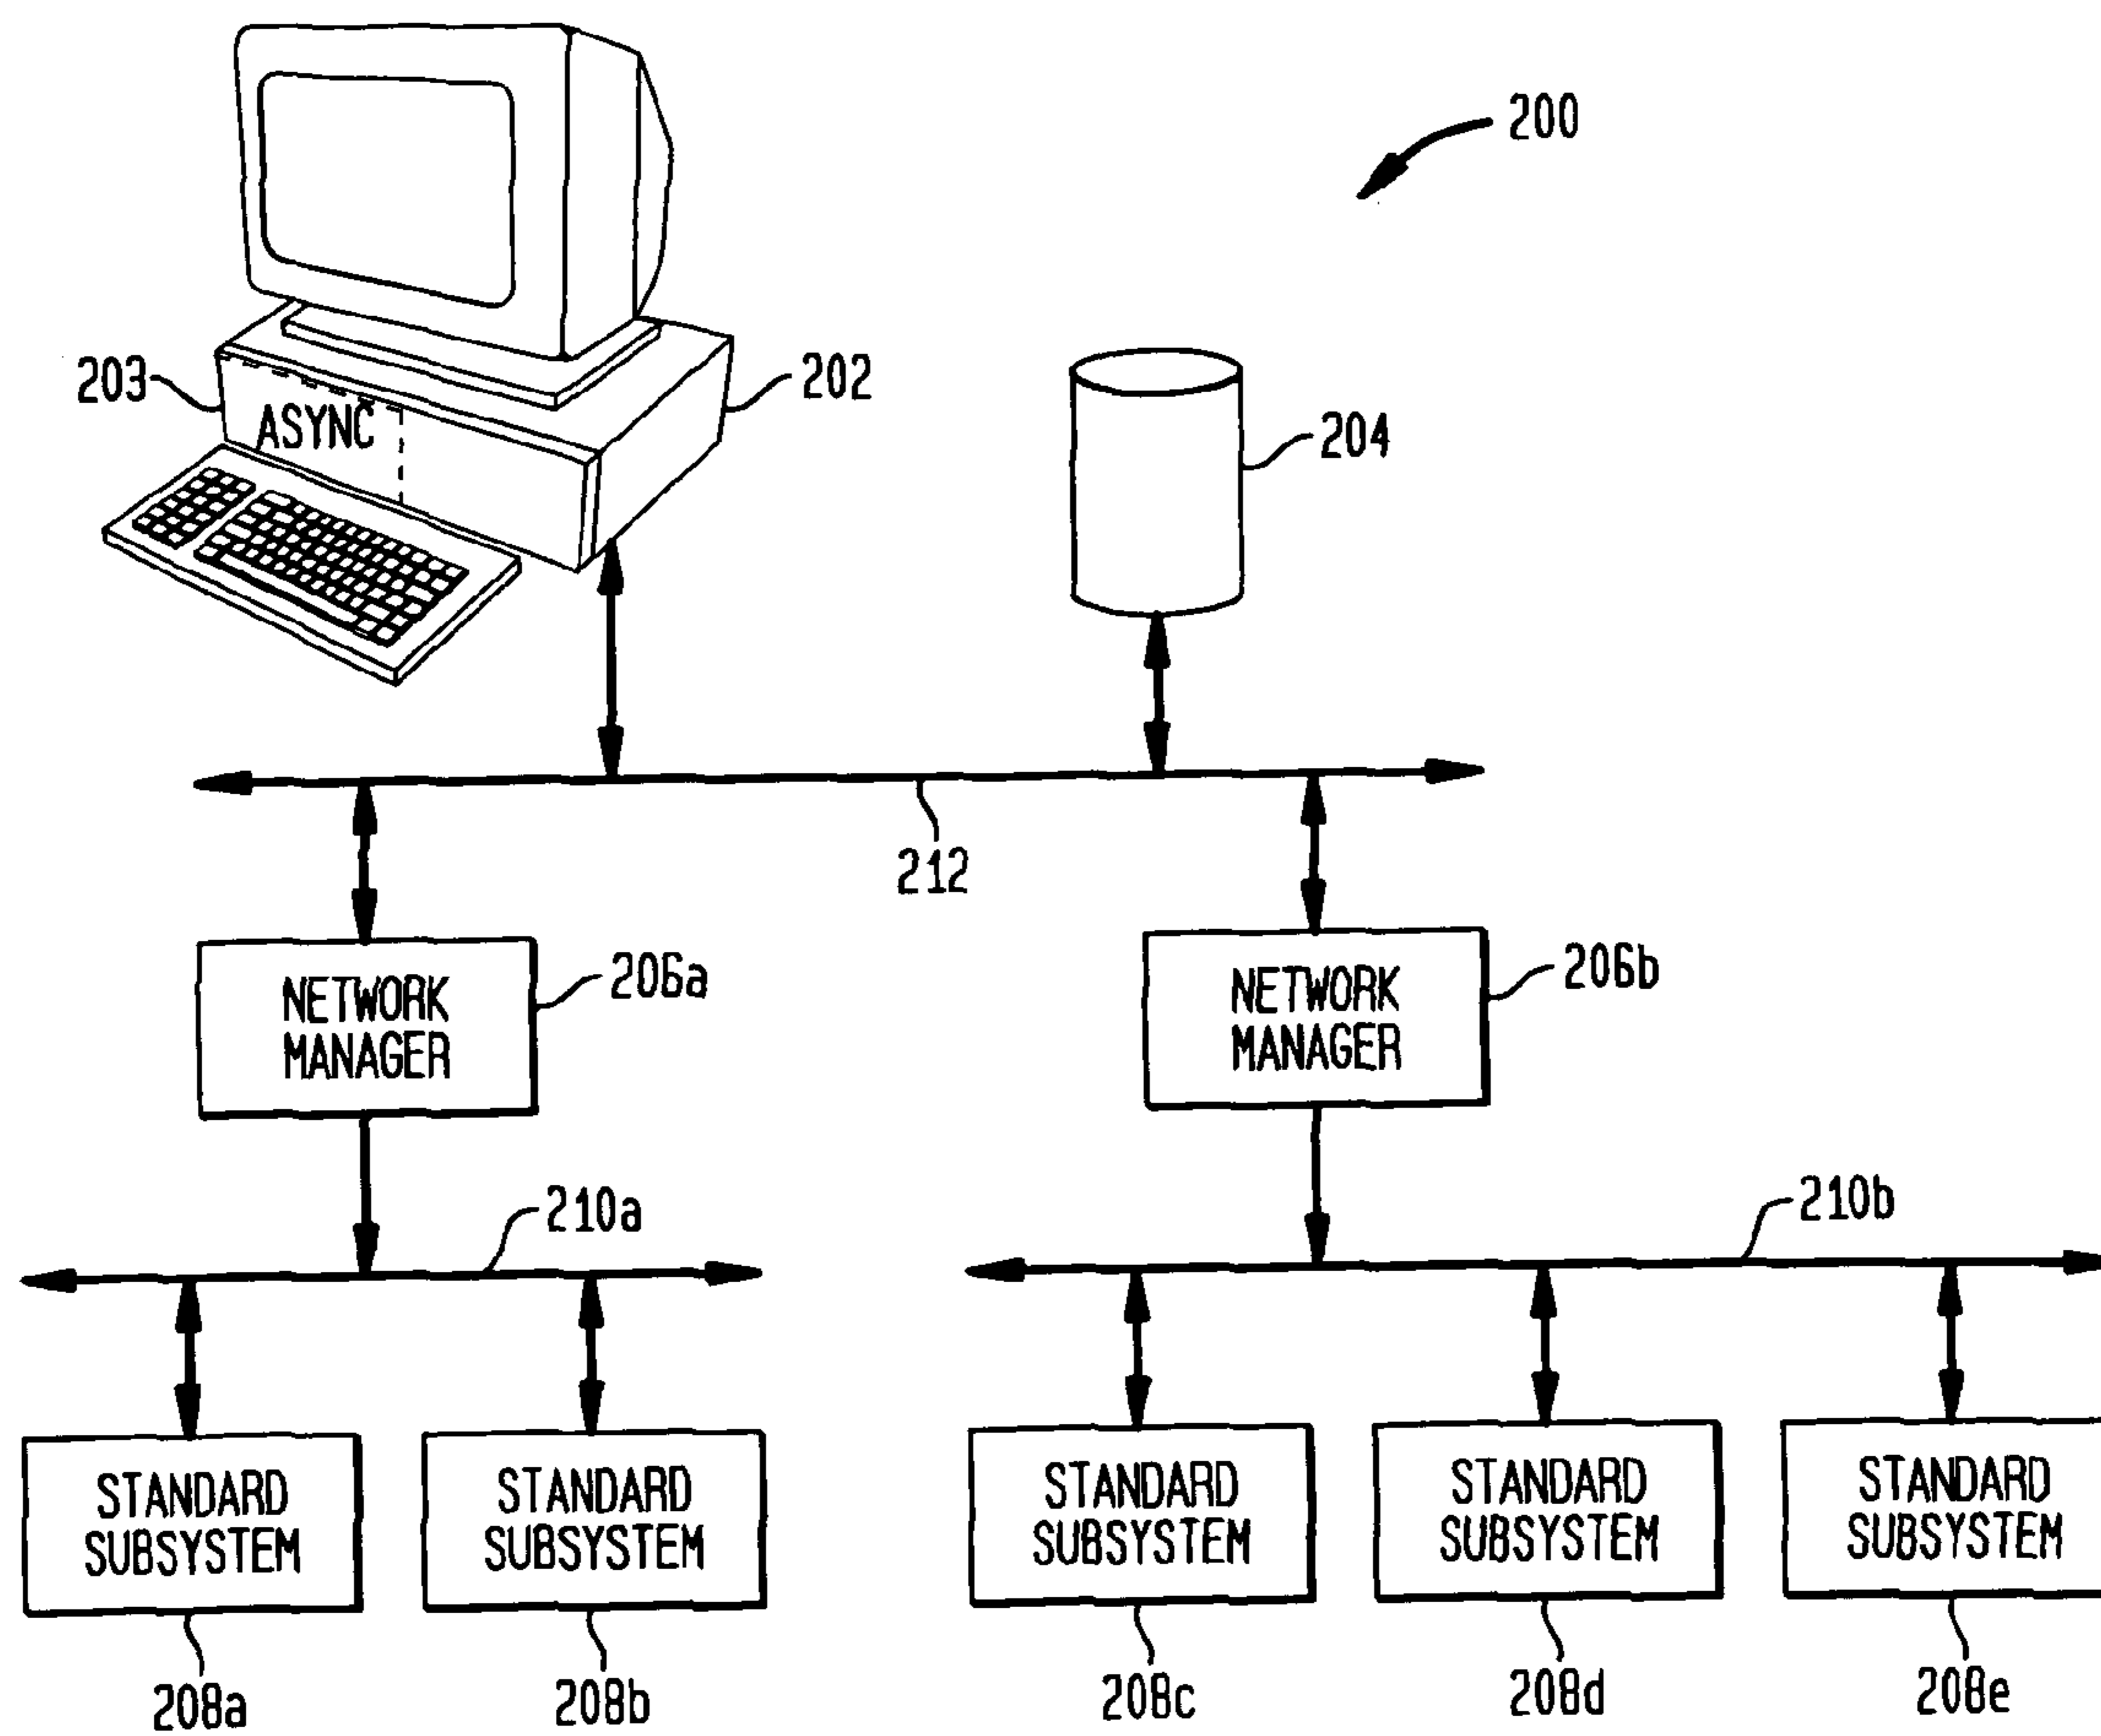 200
203
202
ASYNC
204
212
206a
206b
NETWORK
MANAGER
NETWORK
MANAGER
210a
210b
STANDARD
SUBSYSTEM
STANDARD
SUBSYSTEM
STANDARD
SUBSYSTEM
STANDARD
SUBSYSTEM
STANDARD
SUBSYSTEM
208a
208b
208c
208d
208e